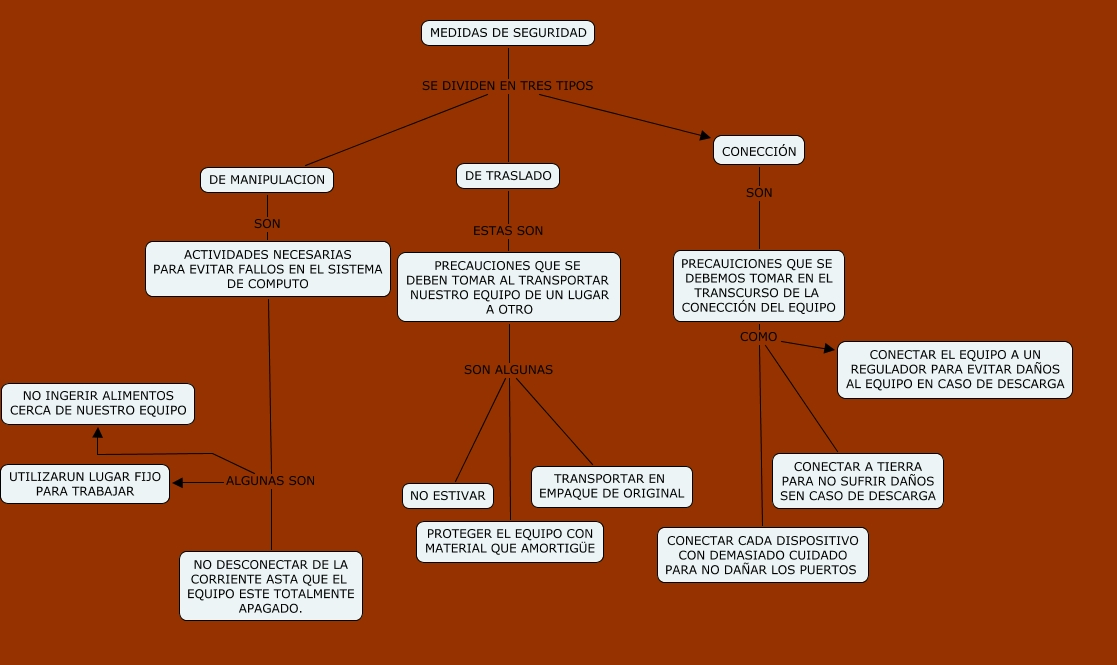 MEDIDAS DE SEGURIDAD
SE DIVIDEN EN TRES TIPOS
DE MANIPULACION
SON
ACTIVIDADES NECESARIAS
PARA EVITAR FALLOS EN EL SISTEMA
DE COMPUTO
ALGUNAS SON
NO INGERIR ALIMENTOS
CERCA DE NUESTRO EQUIPO
UTILIZARUN LUGAR FIJO
PARA TRABAJAR
NO DESCONECTAR DE LA
CORRIENTE ASTA QUE EL
EQUIPO ESTE TOTALMENTE
APAGADO.
DE TRASLADO
ESTAS SON
PRECAUCIONES QUE SE
DEBEN TOMAR AL TRANSPORTAR
NUESTRO EQUIPO DE UN LUGAR
A OTRO
SON ALGUNAS
NO ESTIVAR
PROTEGER EL EQUIPO CON
MATERIAL QUE AMORTIGÜE
TRANSPORTAR EN
EMPAQUE DE ORIGINAL
CONECCIÓN
SON
PRECAUICIONES QUE SE
DEBEMOS TOMAR EN EL
TRANSCURSO DE LA
CONECCIÓN DEL EQUIPO
COMO
CONECTAR EL EQUIPO A UN
REGULADOR PARA EVITAR DAÑOS
AL EQUIPO EN CASO DE DESCARGA
CONECTAR A TIERRA
PARA NO SUFRIR DAÑOS
SEN CASO DE DESCARGA
CONECTAR CADA DISPOSITIVO
CON DEMASIADO CUIDADO
PARA NO DAÑAR LOS PUERTOS